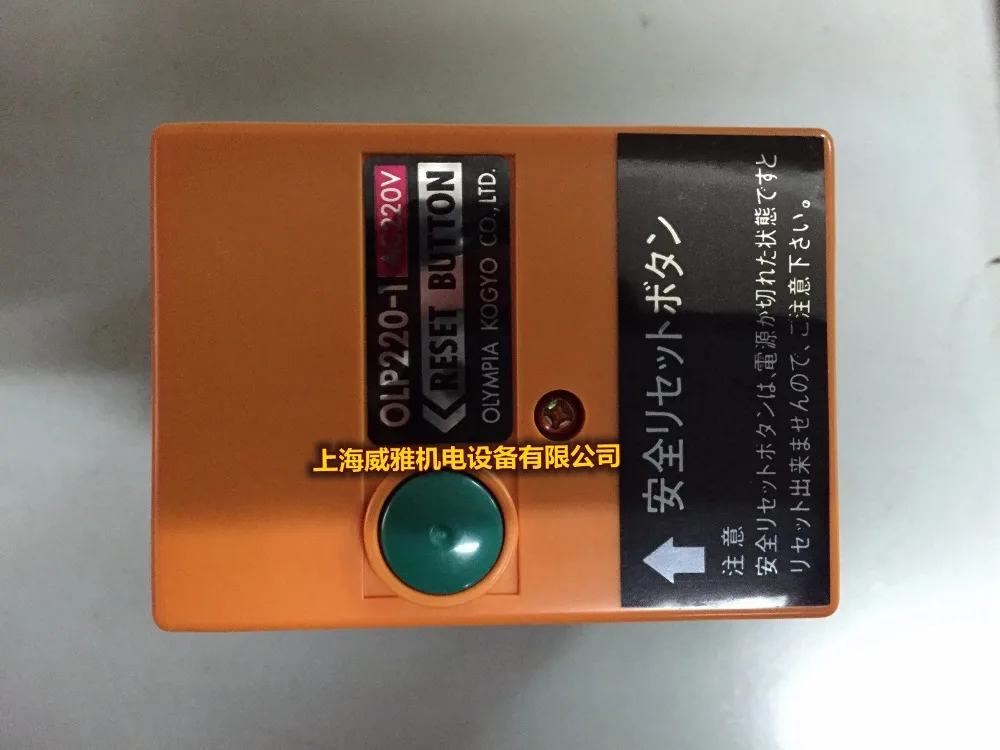 OLP220-1 AC220V
RESET BUTTON
OLYMPIA KOGYO CO.,LTD.
上海威雅机电设备有限公司
安全リセットボタン
注意
安全リセットボタンは、電源が切れた状態ですと
リセット出来ませんので、ご注意下さい。